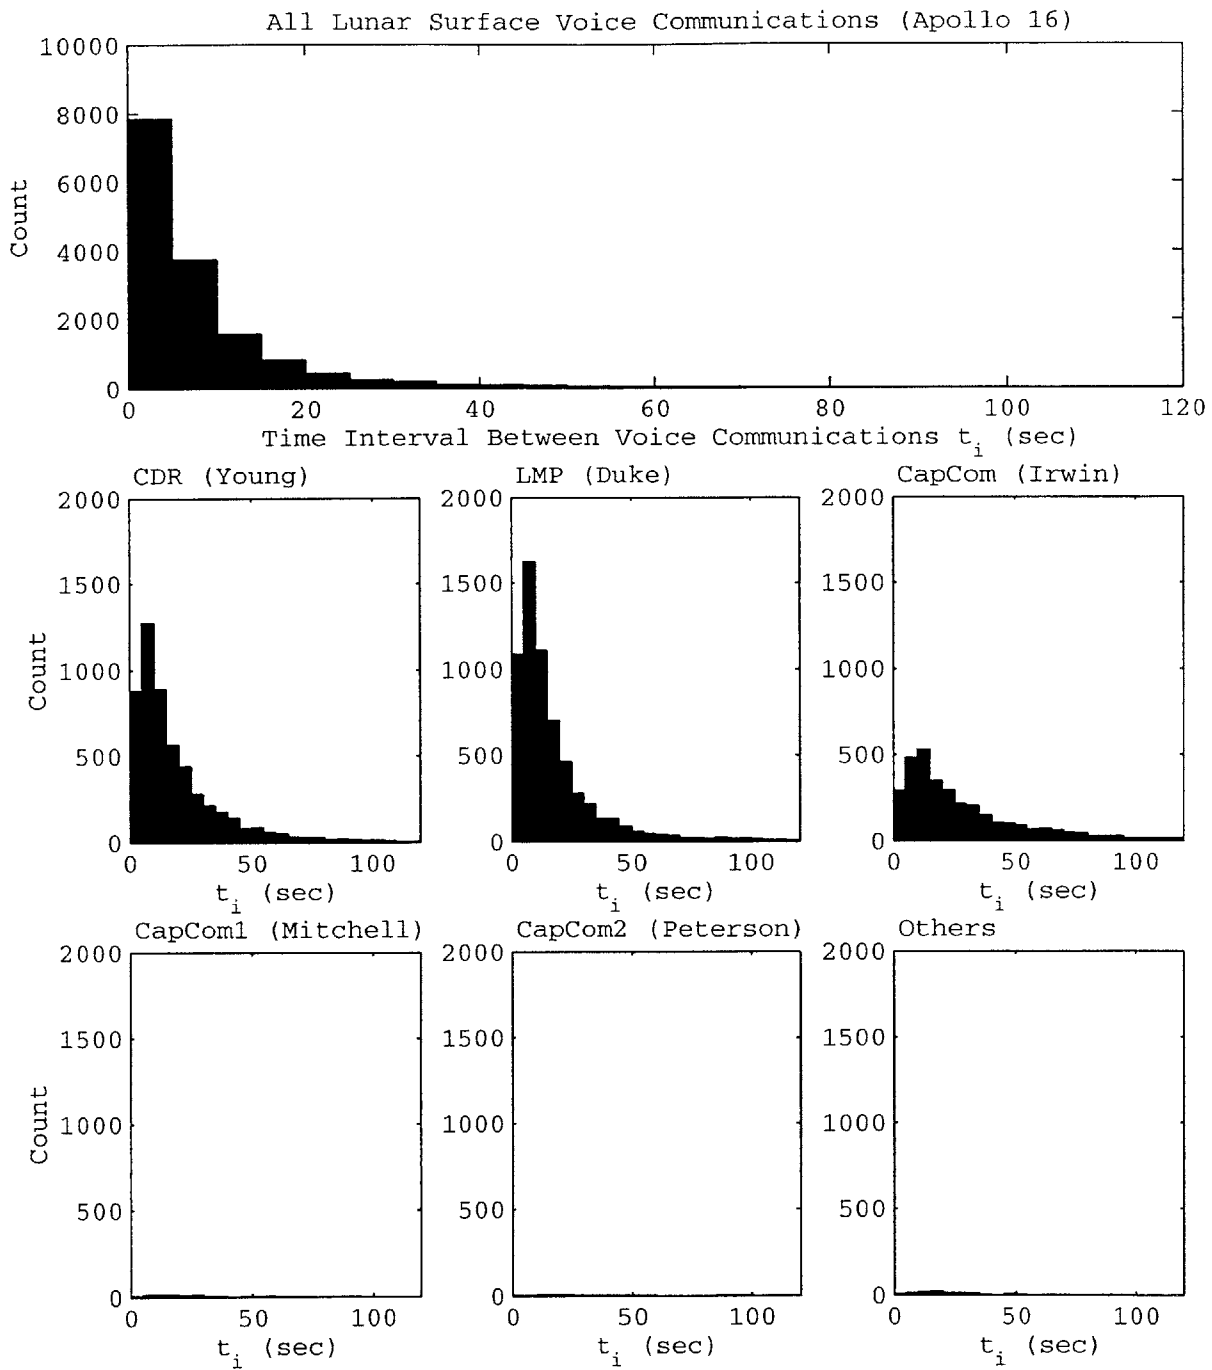 All Lunar Surface Voice Communications (Apollo 16)
10000
8000
6000
4000
2000
0
Count
0 20 40 60 80 100 120
Time Interval Between Voice Communications t_i (sec)
CDR (Young)
2000
1500
1000
500
0
Count
0 50 100
t_i (sec)
LMP (Duke)
2000
1500
1000
500
0
0 50 100
t_i (sec)
CapCom (Irwin)
2000
1500
1000
500
0
0 50 100
t_i (sec)
CapCom1 (Mitchell)
2000
1500
1000
500
0
Count
0 50 100
t_i (sec)
CapCom2 (Peterson)
2000
1500
1000
500
0
0 50 100
t_i (sec)
Others
2000
1500
1000
500
0
0 50 100
t_i (sec)